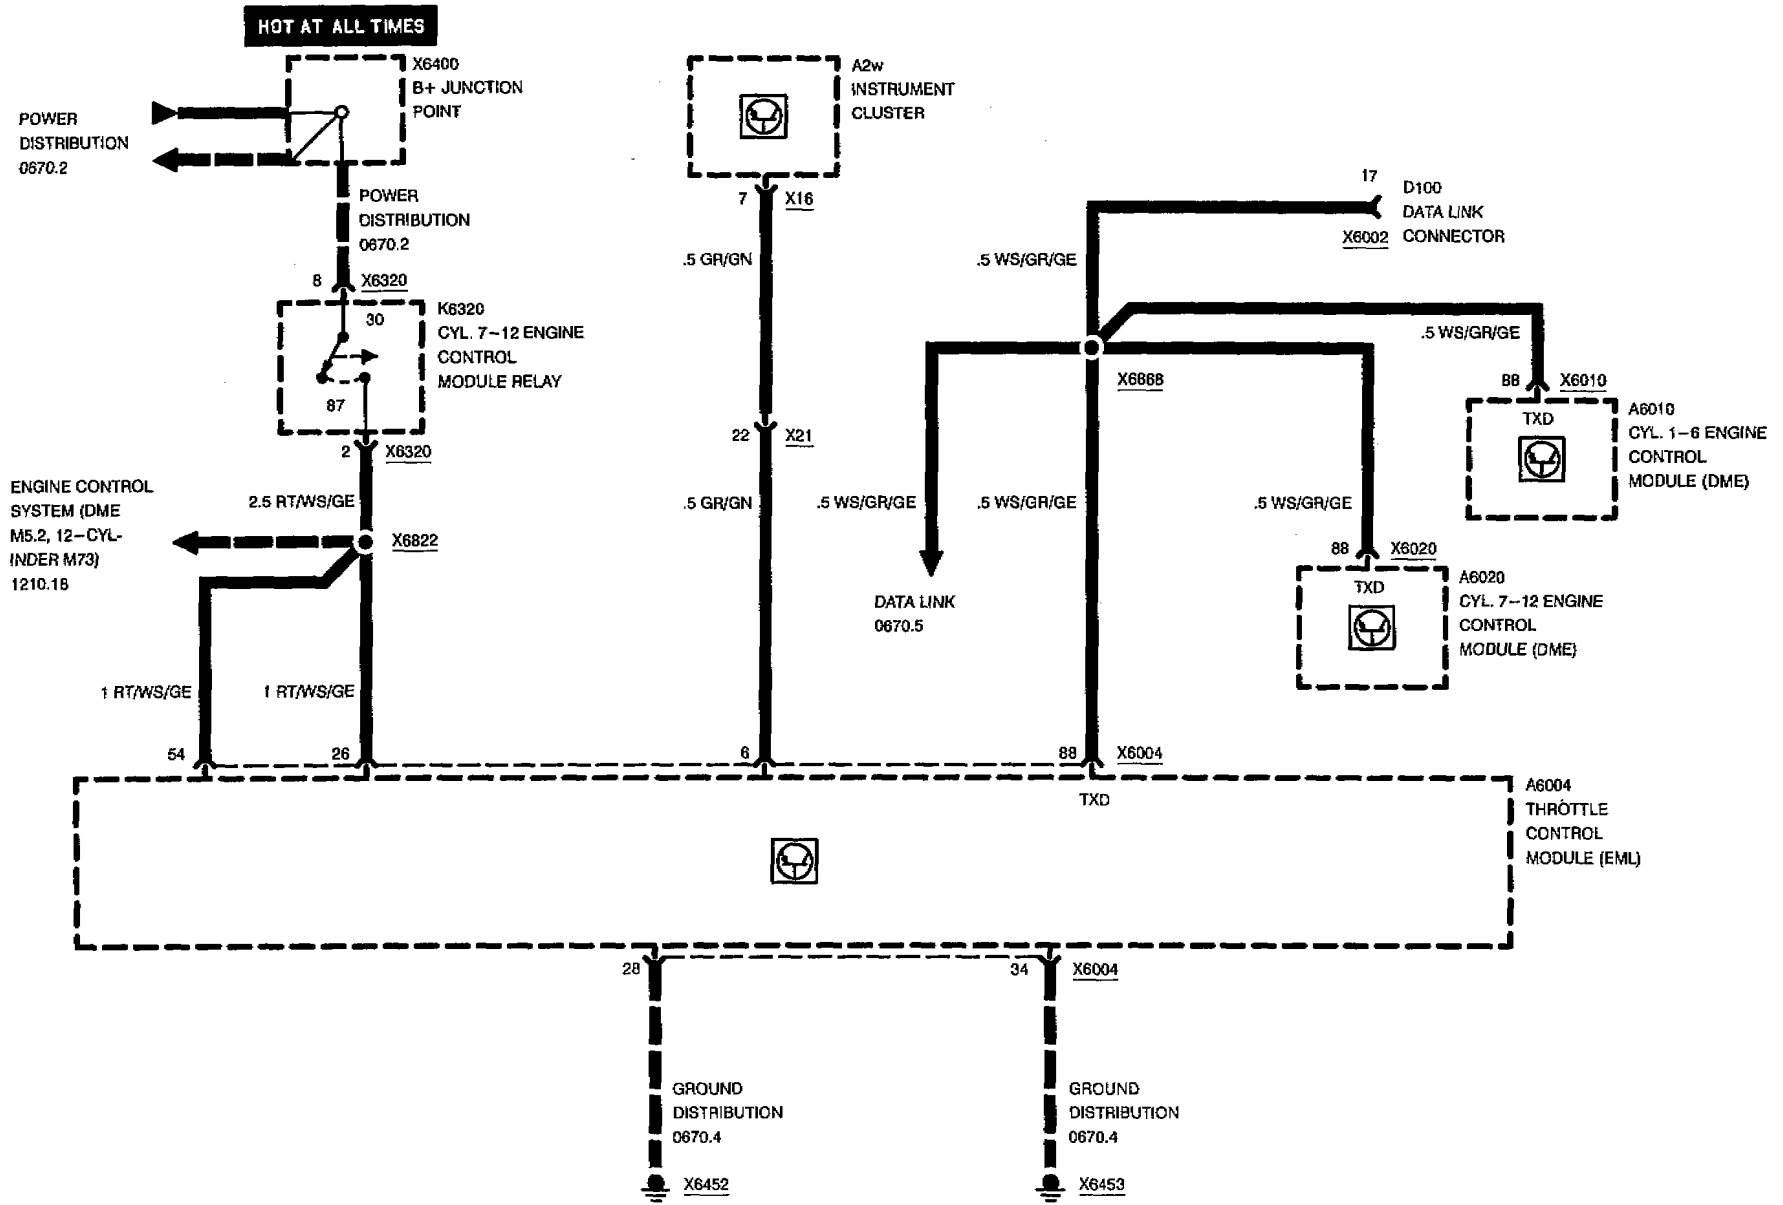 HOT AT ALL TIMES
X6400
B+ JUNCTION
POINT
POWER
DISTRIBUTION
0670.2
POWER
DISTRIBUTION
0670.2
8
X6320
K6320
CYL. 7-12 ENGINE
CONTROL
MODULE RELAY
30
87
2
X6320
2.5 RT/WS/GE
ENGINE CONTROL
SYSTEM (DME
M5.2, 12-CYL-
INDER M73)
1210.18
X6822
1 RT/WS/GE
1 RT/WS/GE
54
26
A2w
INSTRUMENT
CLUSTER
7
X16
.5 GR/GN
22
X21
.5 GR/GN
6
17
D100
DATA LINK
CONNECTOR
X6002
.5 WS/GR/GE
X6868
.5 WS/GR/GE
.5 WS/GR/GE
.5 WS/GR/GE
.5 WS/GR/GE
DATA LINK
0670.5
88
X6010
TXD
A6010
CYL. 1-6 ENGINE
CONTROL
MODULE (DME)
88
X6020
TXD
A6020
CYL. 7-12 ENGINE
CONTROL
MODULE (DME)
88
X6004
TXD
A6004
THROTTLE
CONTROL
MODULE (EML)
28
34
X6004
GROUND
DISTRIBUTION
0670.4
GROUND
DISTRIBUTION
0670.4
X6452
X6453